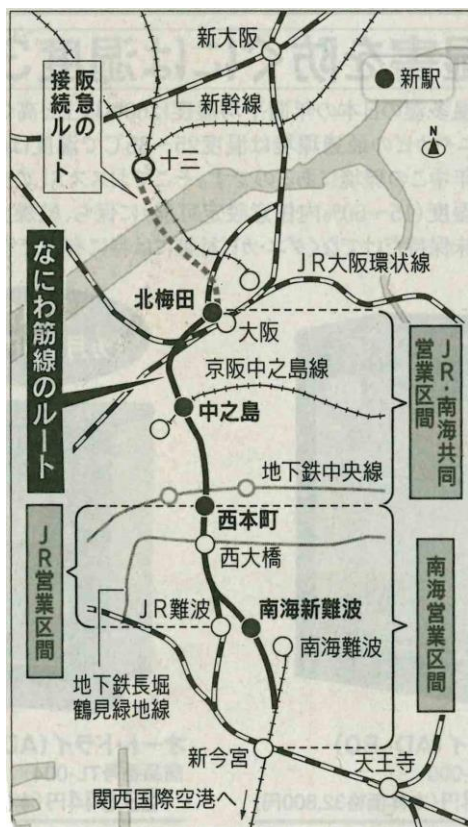 新大阪
新駅
新幹線
阪急の
接続ルート
十三
N
JR大阪環状線
北梅田
大阪
なにわ筋線のルート
京阪中之島線
中之島
JR・南海共同
営業区間
地下鉄中央線
西本町
西大橋
JR営業区間
南海営業区間
JR難波
南海新難波
南海難波
地下鉄長堀
鶴見緑地線
新今宮
天王寺
関西国際空港へ